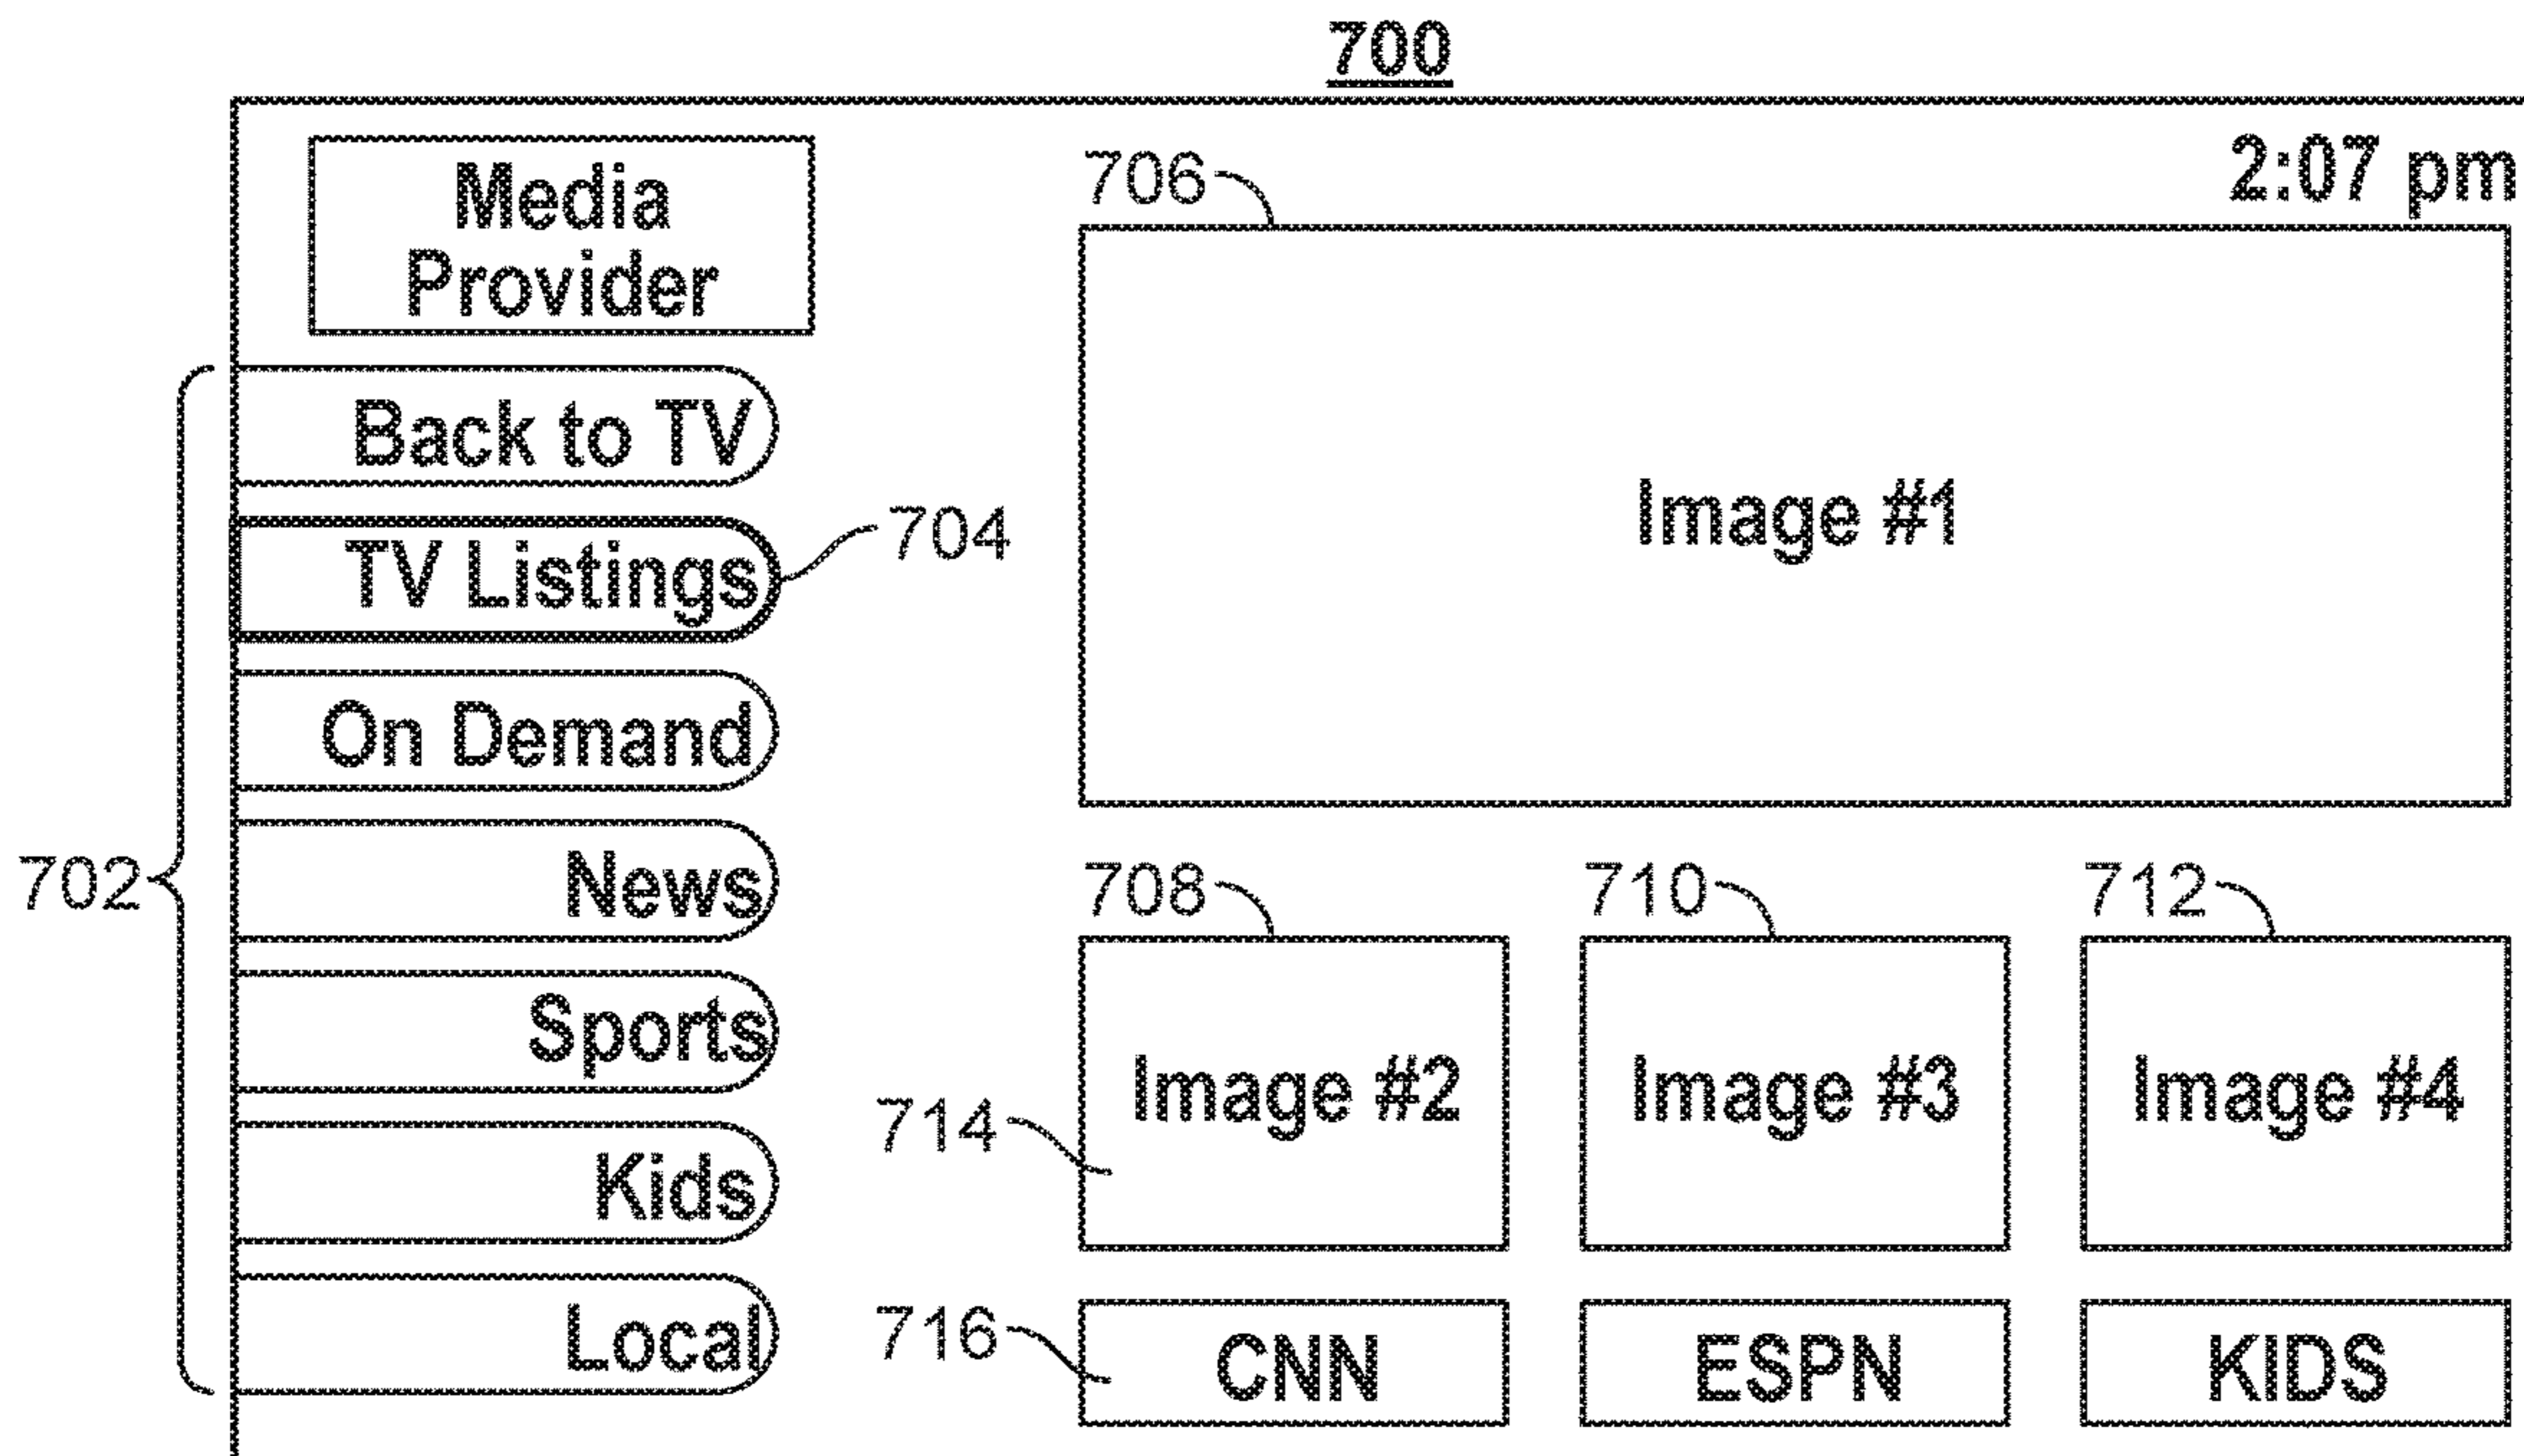 700
Media
Provider
2:07 pm
706
Back to TV
704
TV Listings
Image #1
On Demand
702
News
708
710
712
Sports
Image #2
Image #3
Image #4
714
Kids
716
Local
CNN
ESPN
KIDS